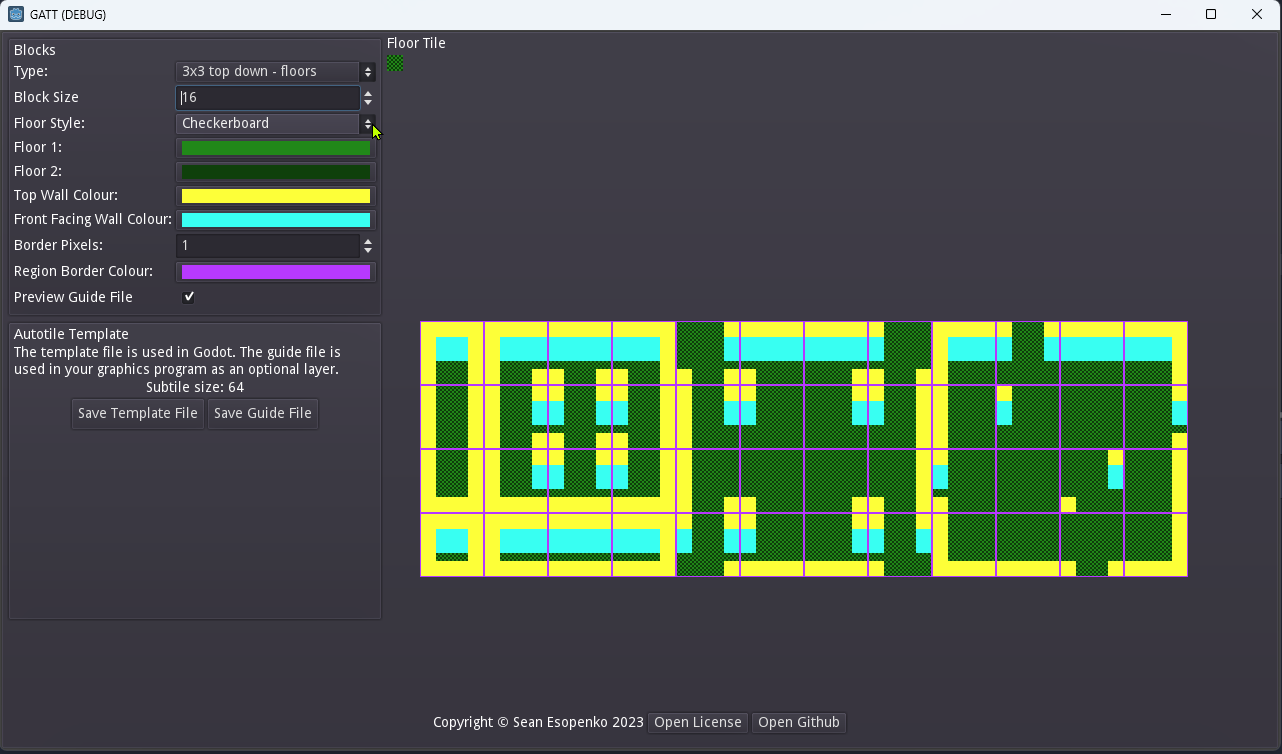 GATT (DEBUG)
Blocks
Type: 3x3 top down - floors
Block Size 16
Floor Style: Checkerboard
Floor 1:
Floor 2:
Top Wall Colour:
Front Facing Wall Colour:
Border Pixels: 1
Region Border Colour:
Preview Guide File
Autotile Template
The template file is used in Godot. The guide file is
used in your graphics program as an optional layer.
Subtile size: 64
Save Template File Save Guide File
Floor Tile
Copyright © Sean Esopenko 2023 Open License Open Github